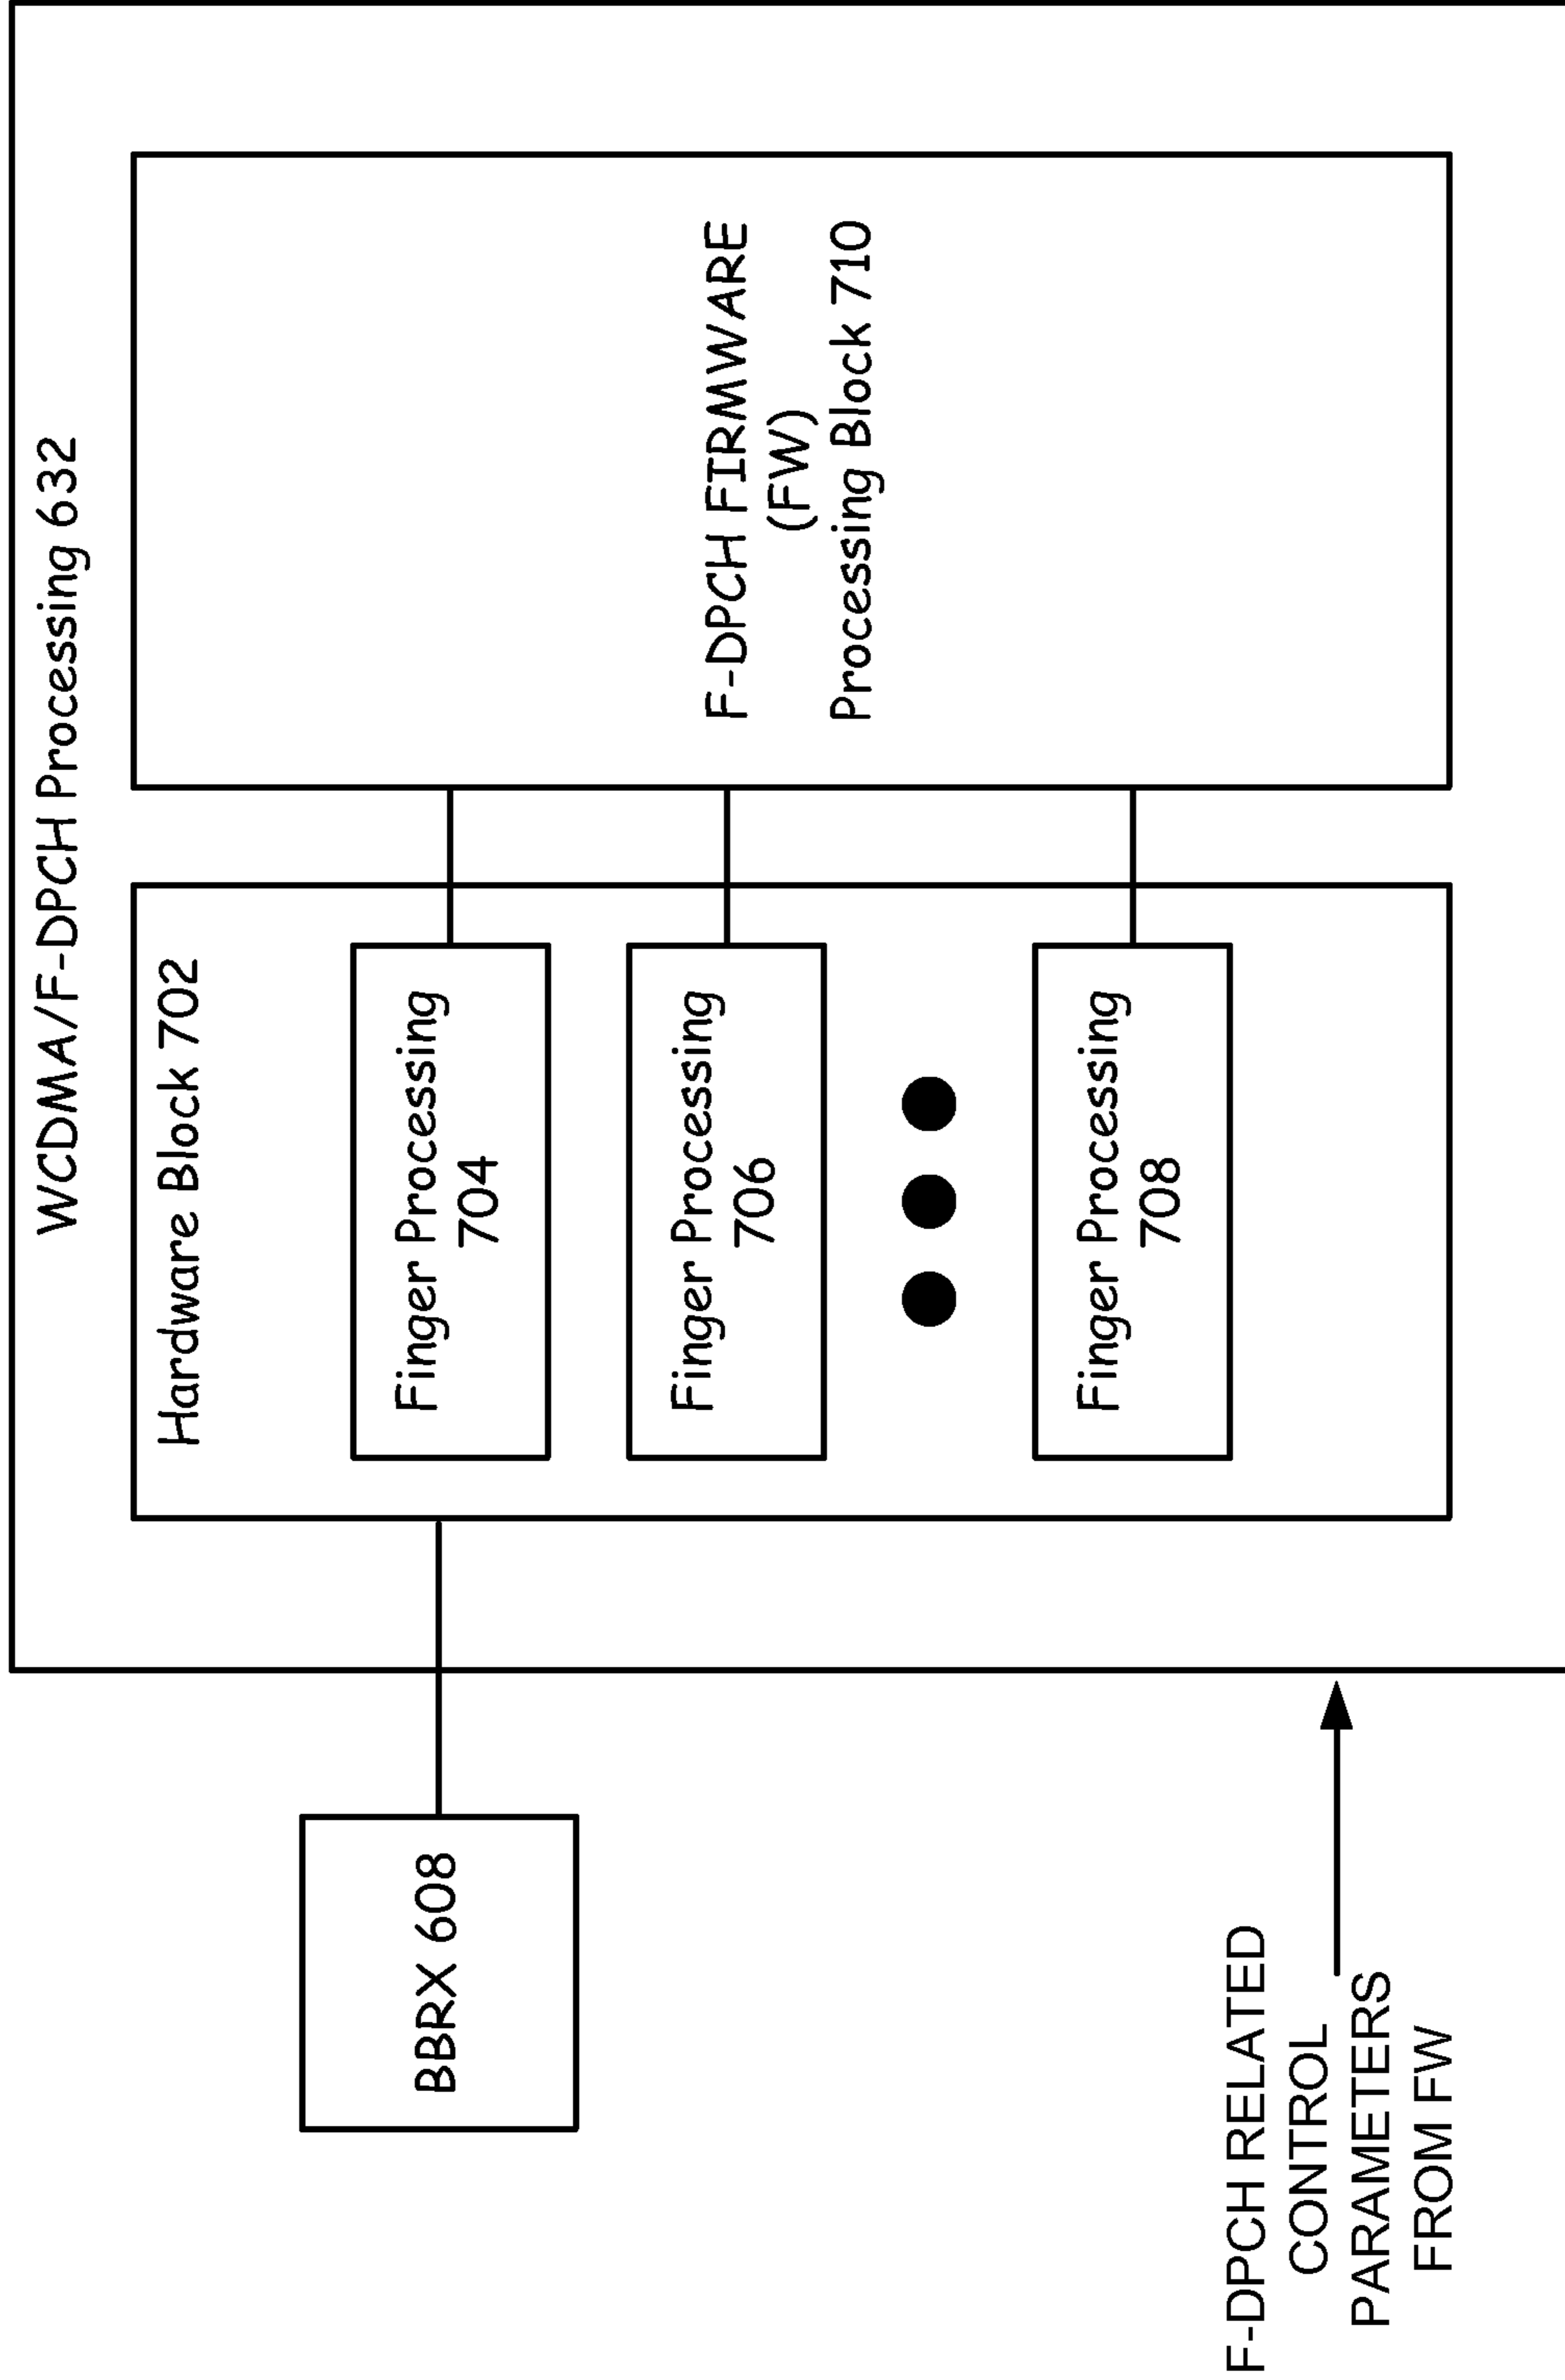 WCDMA/F-DPCH Processing 632
Hardware Block 702
Finger Processing
704
Finger Processing
706
Finger Processing
708
F-DPCH FIRMWARE
(FW)
Processing Block 710
BBRX 608
F-DPCH RELATED
CONTROL
PARAMETERS
FROM FW